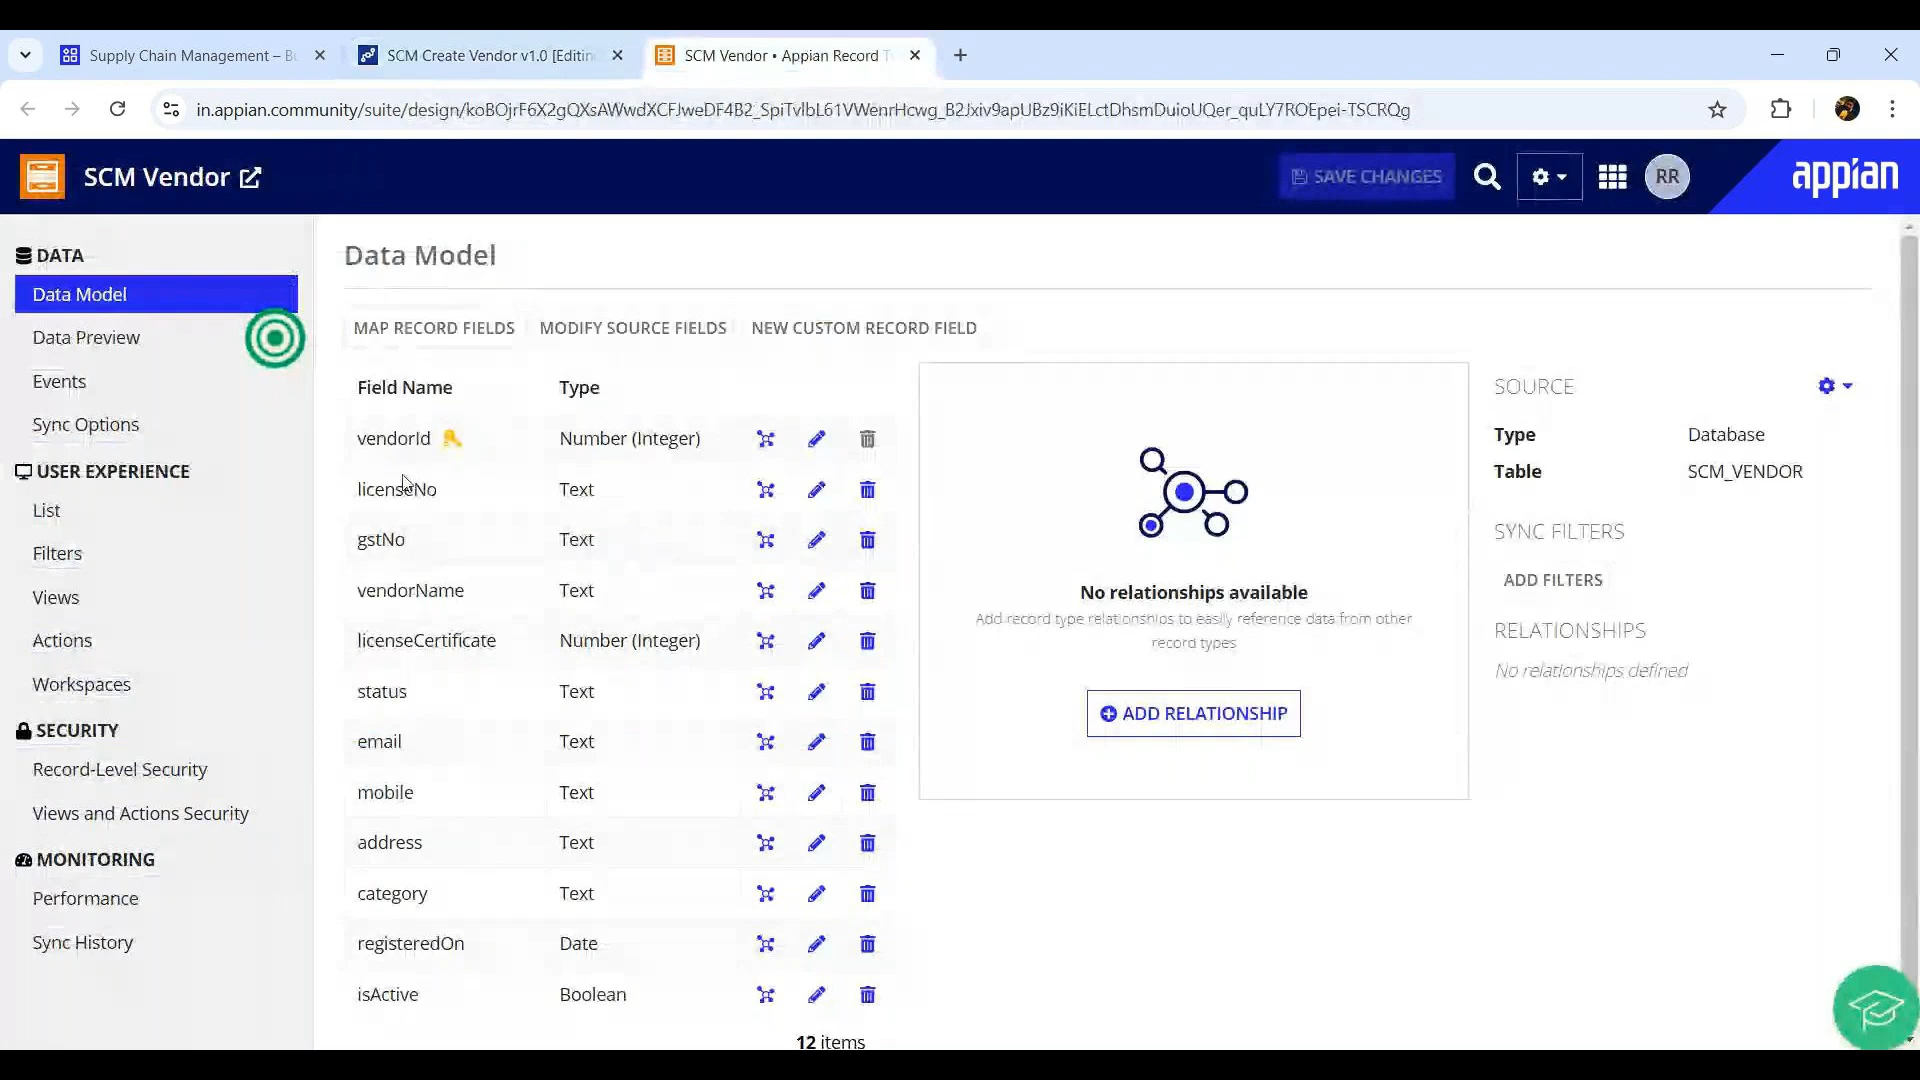 Supply Chain Management – Bu
SCM Create Vendor v1.0 [Editin
SCM Vendor • Appian Record T
in.appian.community/suite/design/koBOjrF6X2gQXsAWwdXCFJweDF4B2_SpiTvlbL61VWenrHcwg_B2Jxiv9apUBz9iKiELctDhsmDuioUQer_quLY7ROEpei-TSCRQg
SCM Vendor
SAVE CHANGES
RR
appian
DATA
Data Model
Data Preview
Events
Sync Options
USER EXPERIENCE
List
Filters
Views
Actions
Workspaces
SECURITY
Record-Level Security
Views and Actions Security
MONITORING
Performance
Sync History
Data Model
MAP RECORD FIELDS MODIFY SOURCE FIELDS NEW CUSTOM RECORD FIELD
Field Name Type
vendorId Number (Integer)
licenseNo Text
gstNo Text
vendorName Text
licenseCertificate Number (Integer)
status Text
email Text
mobile Text
address Text
category Text
registeredOn Date
isActive Boolean
12 items
No relationships available
Add record type relationships to easily reference data from other
record types
ADD RELATIONSHIP
SOURCE
Type Database
Table SCM_VENDOR
SYNC FILTERS
ADD FILTERS
RELATIONSHIPS
No relationships defined